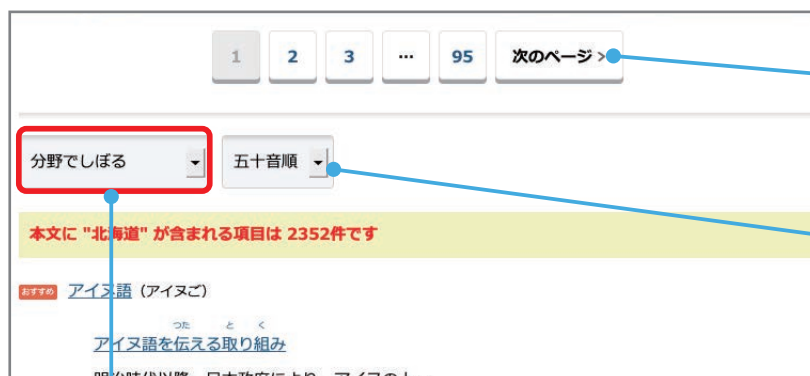 1 2 3 … 95 次のページ >
分野でしぼる 五十音順
本文に "北海道" が含まれる項目は 2352件です
おすすめ アイヌ語 (アイヌご)
つた と く
アイヌ語を伝える取り組み